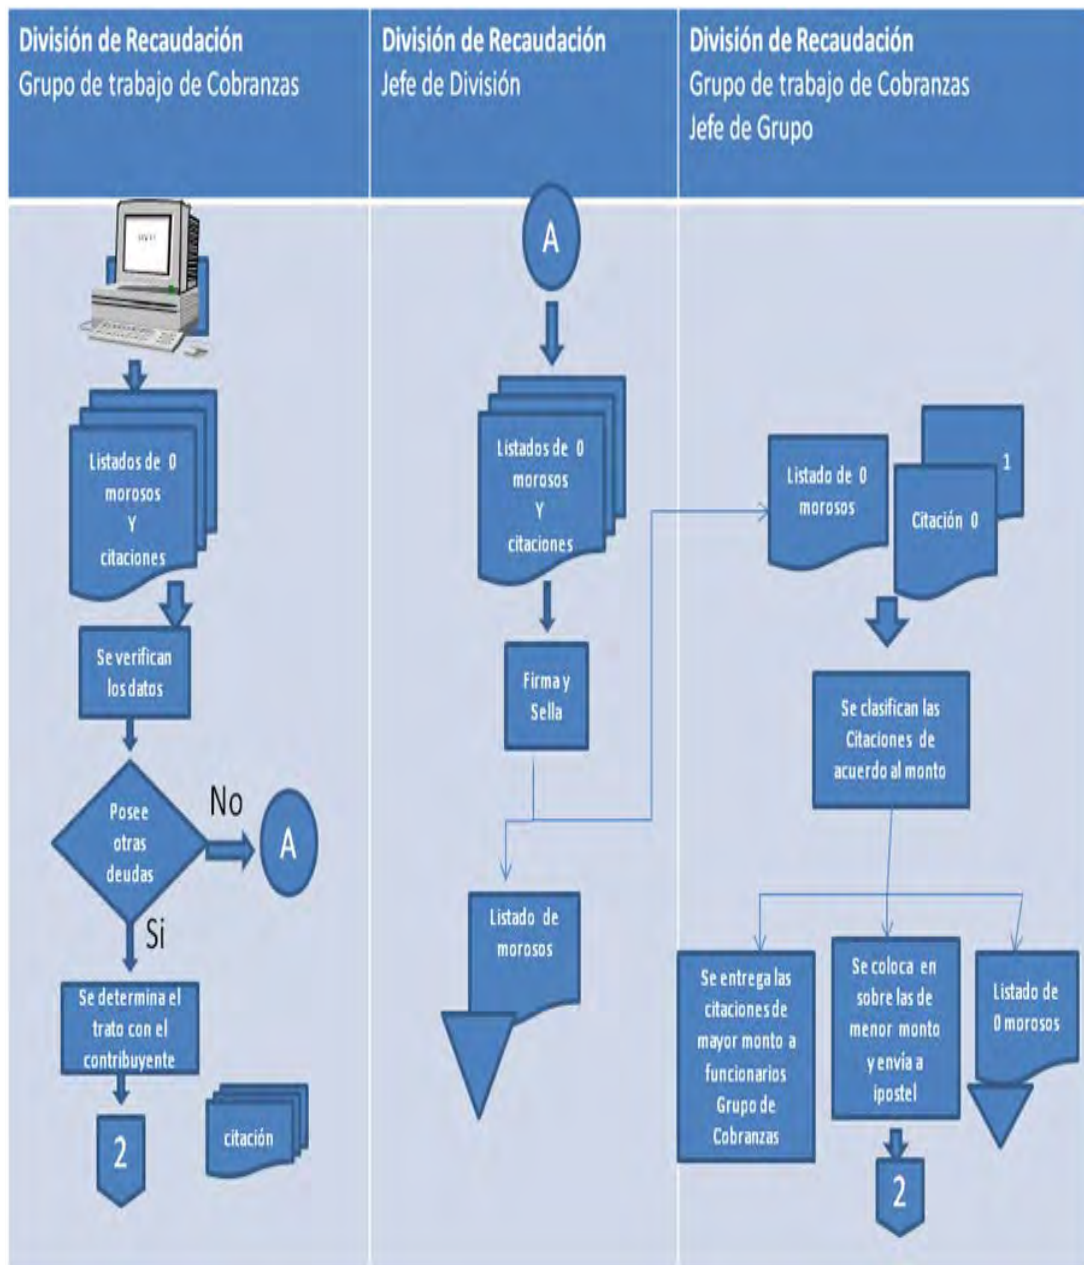 División de Recaudación
Grupo de trabajo de Cobranzas
División de Recaudación
Jefe de División
División de Recaudación
Grupo de trabajo de Cobranzas
Jefe de Grupo
Listados de 0
morosos
Y
citaciones
Se verifican
los datos
Posee
otras
deudas
No
A
Si
Se determina el
trato con el
contribuyente
2
citación
A
Listados de 0
morosos
Y
citaciones
Firma y
Sella
Listado de
morosos
Listado de 0
morosos
1
Citación 0
Se clasifican las
Citaciones de
acuerdo al monto
Se entrega las
citaciones de
mayor monto a
funcionarios
Grupo de
Cobranzas
Se coloca en
sobre las de
menor monto
y envía a
ipostel
2
Listado de
0 morosos